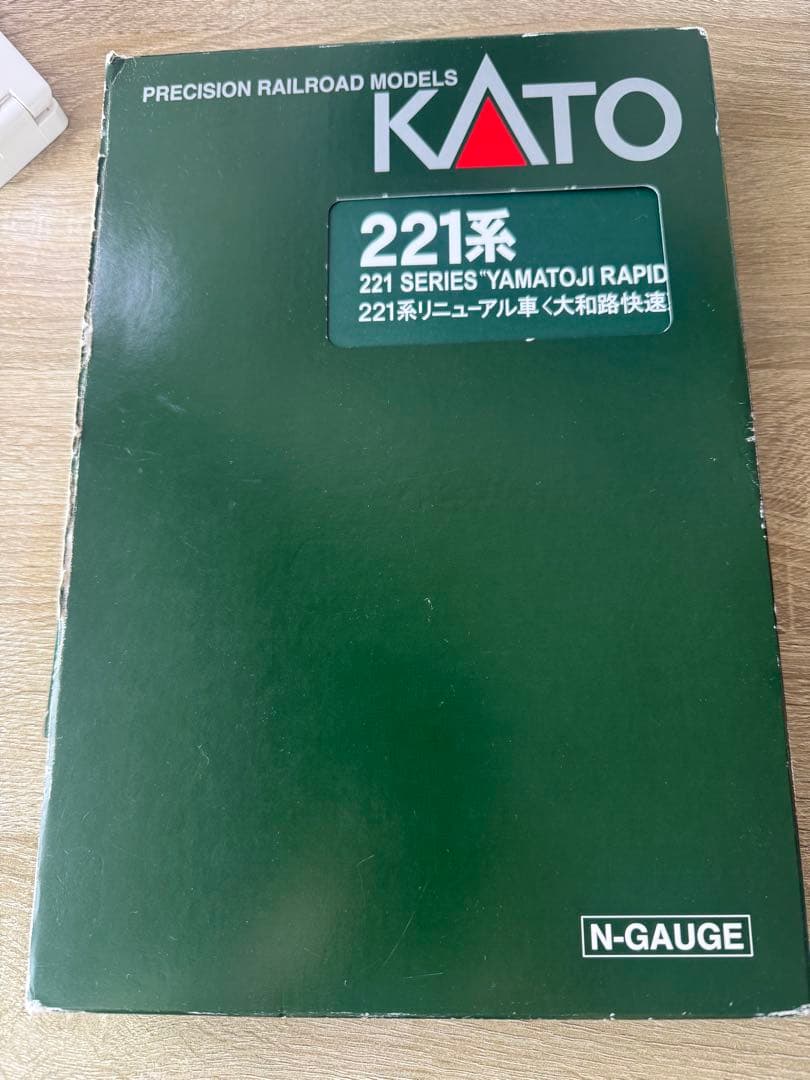 PRECISION RAILROAD MODELS
KATO
221系
221 SERIES "YAMATOJI RAPID
221系リニューアル車〈大和路快速
N-GAUGE